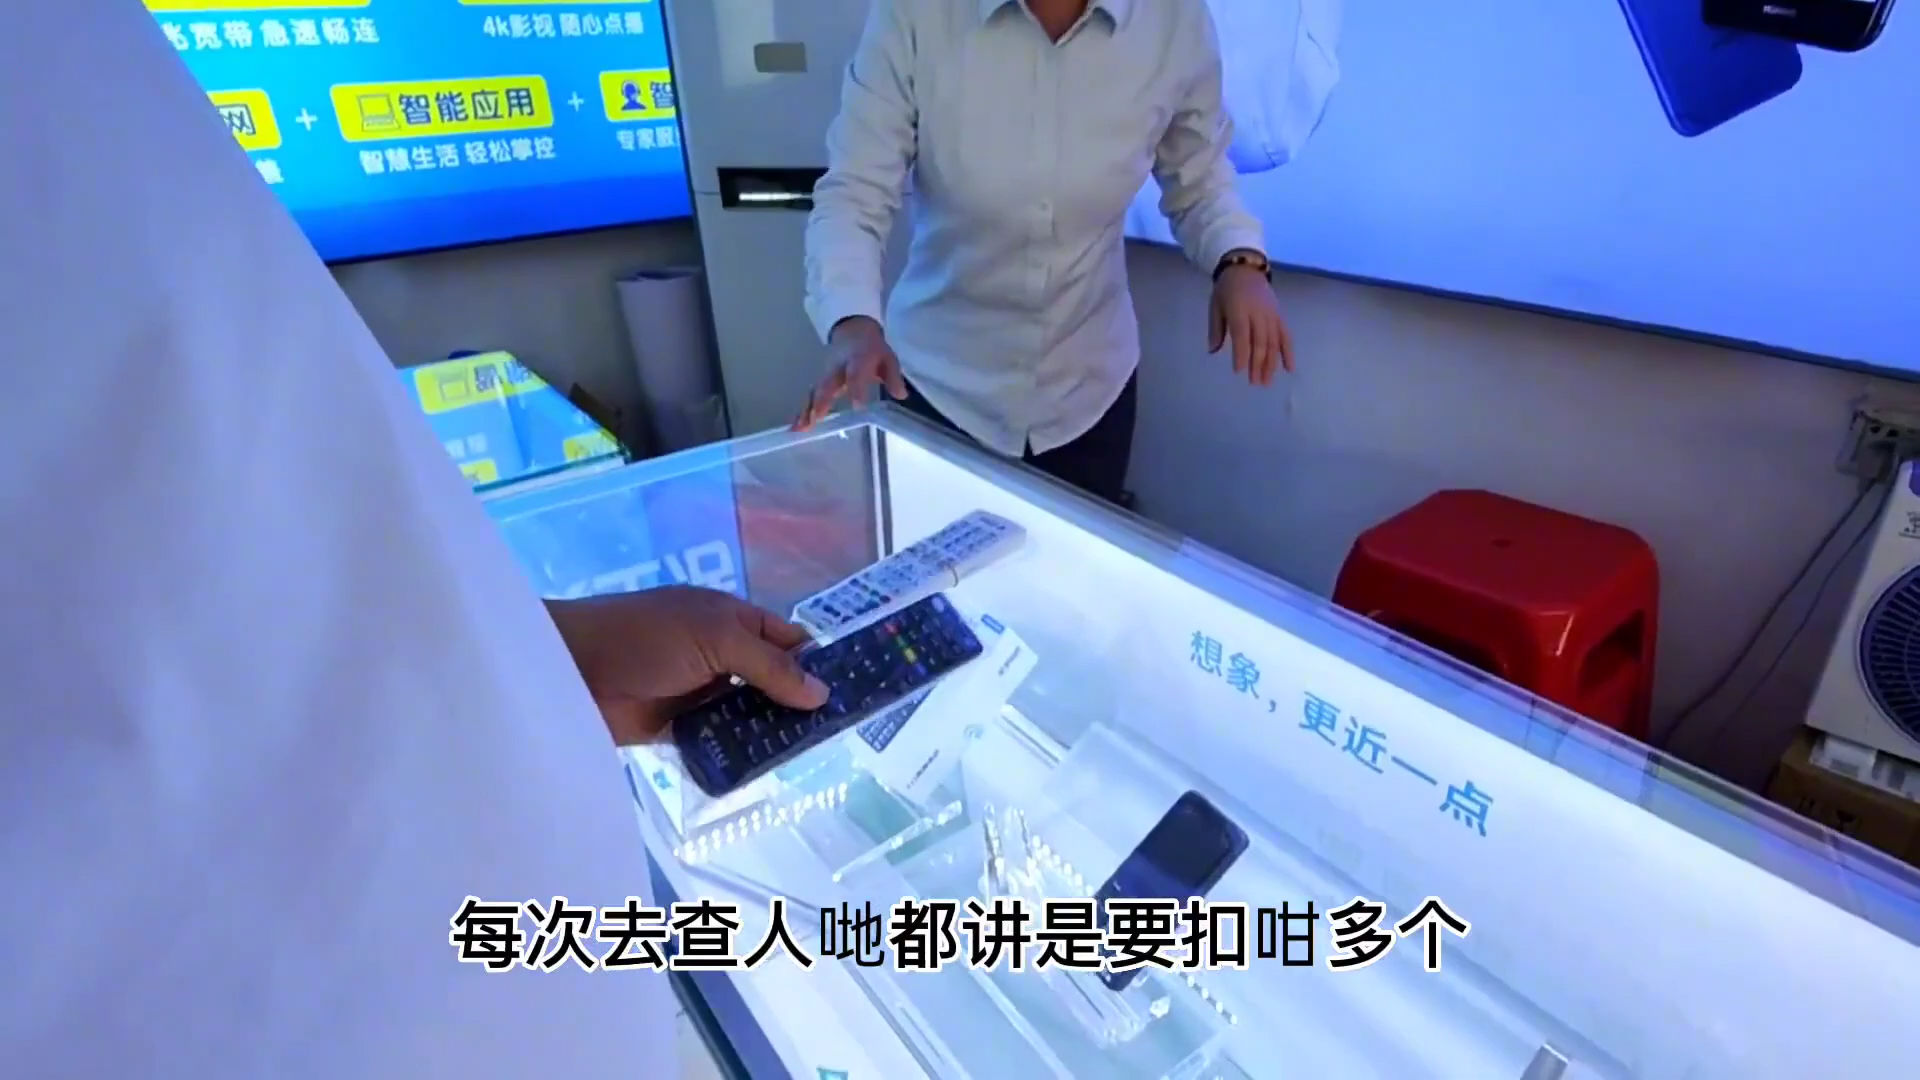 宽带 急速畅连
4k影视 随心点播
网 + 智能应用 + 智
智慧生活 轻松掌控
专家服
想象，更近一点
每次去查人哋都讲是要扣咁多个